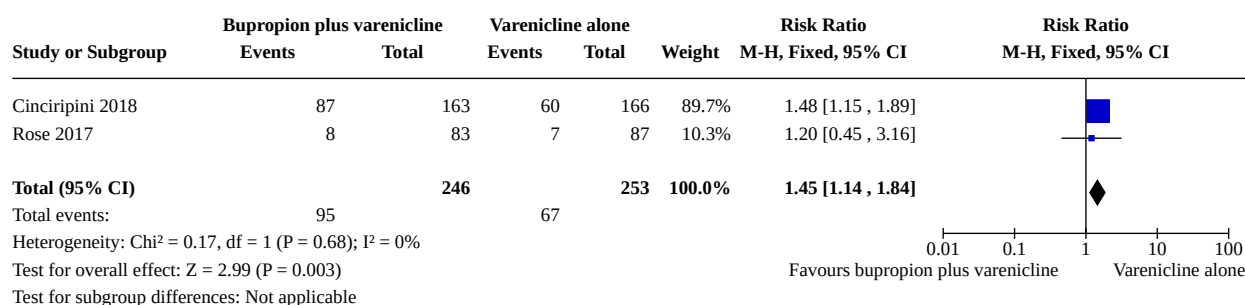 Bupropion plus varenicline Varenicline alone Risk Ratio Risk Ratio
Study or Subgroup Events Total Events Total Weight M-H, Fixed, 95% CI M-H, Fixed, 95% CI
Cinciripini 2018 87 163 60 166 89.7% 1.48 [1.15 , 1.89]
Rose 2017 8 83 7 87 10.3% 1.20 [0.45 , 3.16]
Total (95% CI) 246 253 100.0% 1.45 [1.14 , 1.84]
Total events: 95 67
Heterogeneity: Chi² = 0.17, df = 1 (P = 0.68); I² = 0%
0.01 0.1 1 10 100
Test for overall effect: Z = 2.99 (P = 0.003) Favours bupropion plus varenicline Varenicline alone
Test for subgroup differences: Not applicable